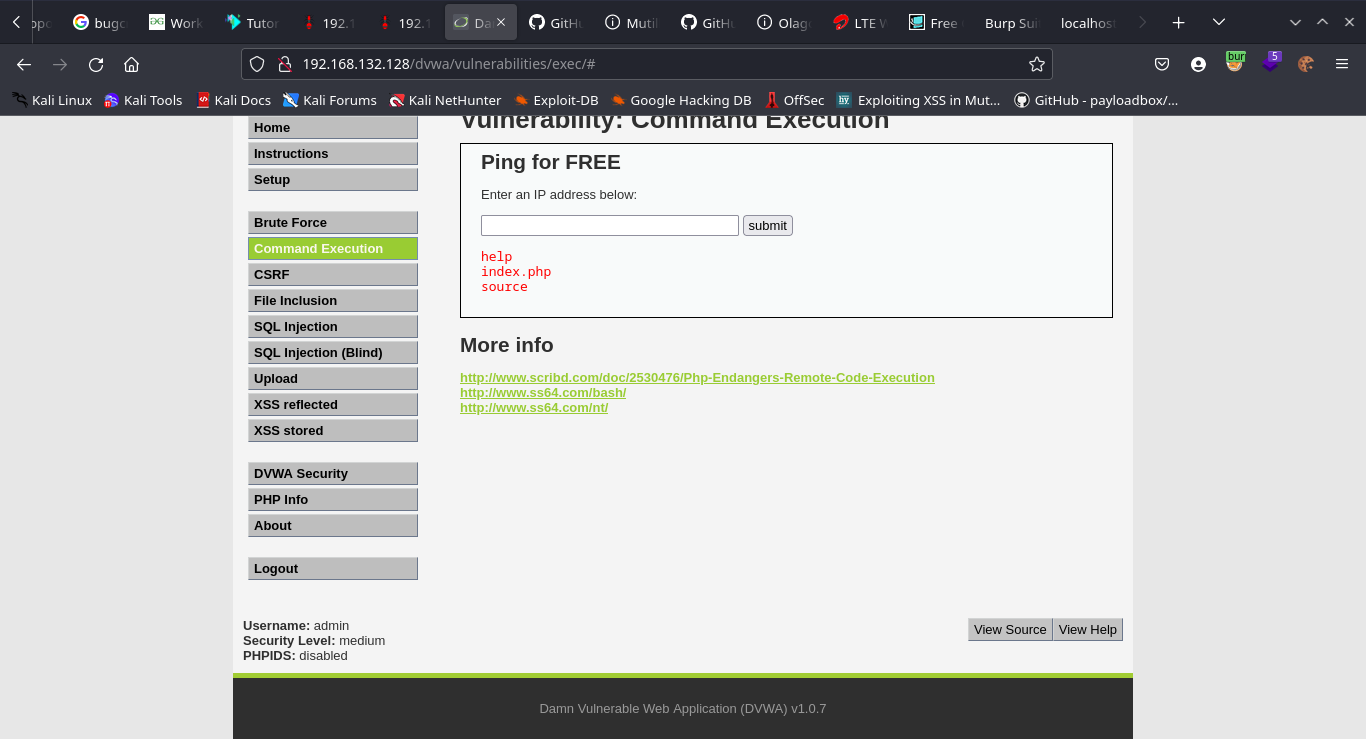 bugc
Work
Tutor
192.1
192.1
Da
GitHu
Mutil
GitHu
Olag
LTE W
Free
Burp Sui
localhost
192.168.132.128/dvwa/vulnerabilities/exec/#
burp
5
Kali Linux
Kali Tools
Kali Docs
Kali Forums
Kali NetHunter
Exploit-DB
Google Hacking DB
OffSec
Exploiting XSS in Mut...
GitHub - payloadbox/...
Home
Instructions
Setup
Brute Force
Command Execution
CSRF
File Inclusion
SQL Injection
SQL Injection (Blind)
Upload
XSS reflected
XSS stored
DVWA Security
PHP Info
About
Logout
Vulnerability: Command Execution
Ping for FREE
Enter an IP address below:
submit
help
index.php
source
More info
http://www.scribd.com/doc/2530476/Php-Endangers-Remote-Code-Execution
http://www.ss64.com/bash/
http://www.ss64.com/nt/
Username: admin
Security Level: medium
PHPIDS: disabled
View Source
View Help
Damn Vulnerable Web Application (DVWA) v1.0.7